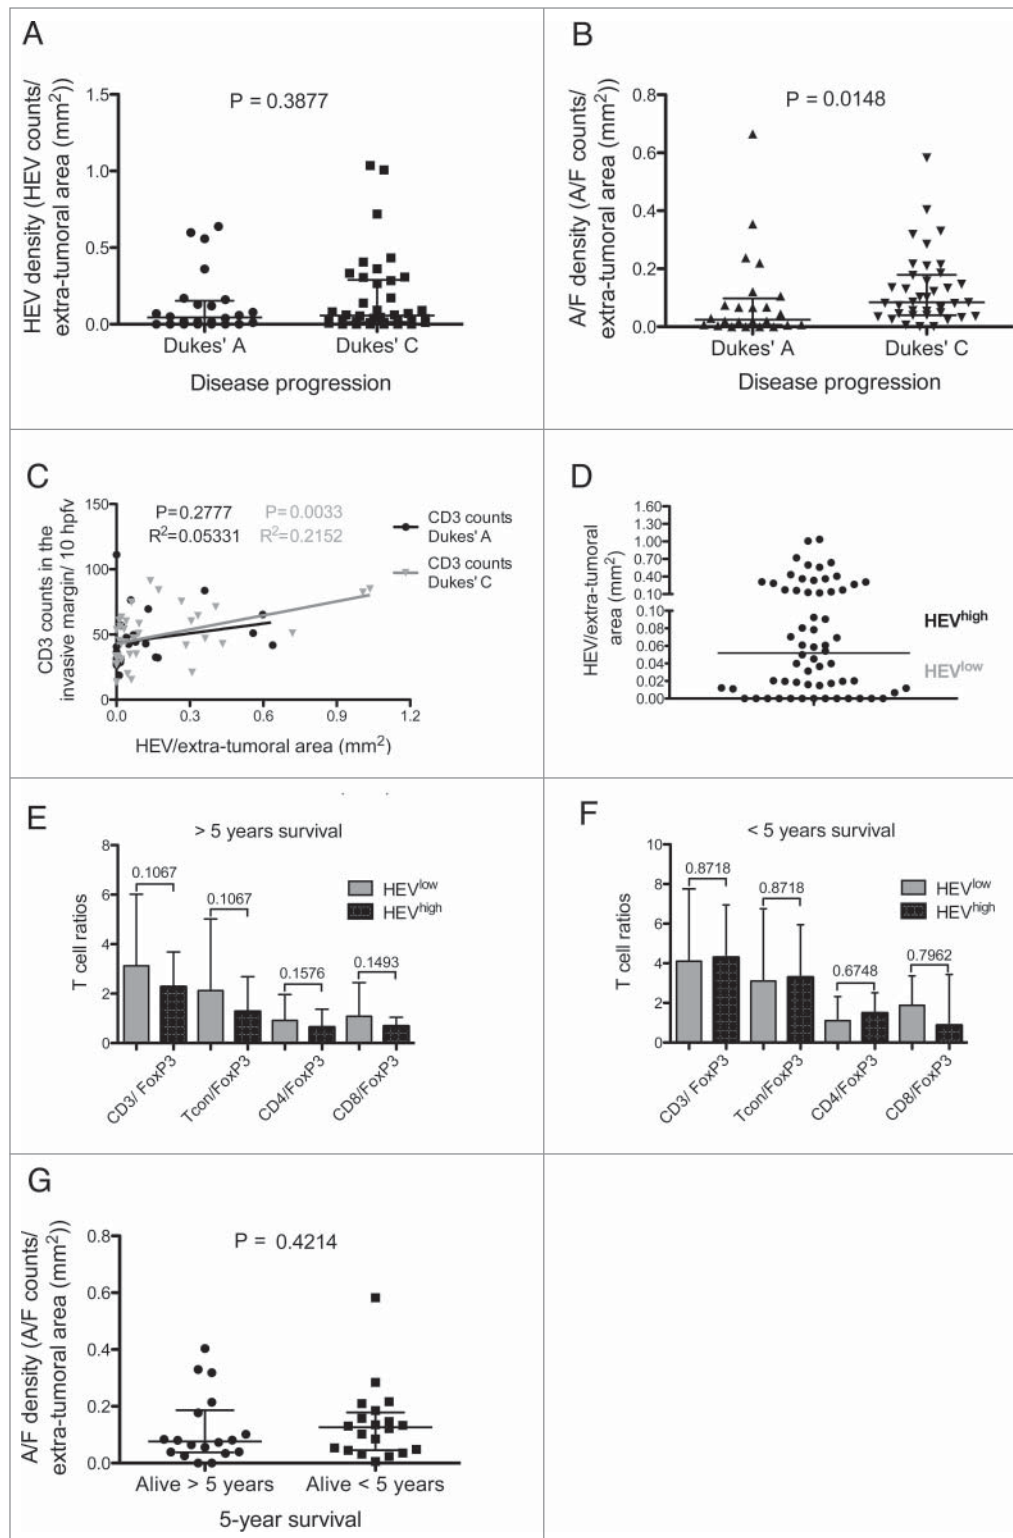 A
HEV density (HEV counts/
extra-tumoral area (mm²))
P = 0.3877
1.5
1.0
0.5
0.0
Dukes' A Dukes' C
Disease progression
B
A/F density (A/F counts/
extra-tumoral area (mm²))
P = 0.0148
0.8
0.6
0.4
0.2
0.0
Dukes' A Dukes' C
Disease progression
C
CD3 counts in the
invasive margin/ 10 hpfv
150
100
50
0
P=0.2777 P=0.0033
R²=0.05331 R²=0.2152
CD3 counts
Dukes' A
CD3 counts
Dukes' C
0.0 0.3 0.6 0.9 1.2
HEV/extra-tumoral area (mm²)
D
HEV/extra-tumoral
area (mm²)
1.60
1.30
1.00
0.70
0.40
0.10
0.10
0.08
0.06
0.04
0.02
0.00
HEVhigh
HEVlow
E
> 5 years survival
T cell ratios
8
6
4
2
0
0.1067
0.1067
0.1576
0.1493
HEVlow
HEVhigh
CD3/ FoxP3
Tcon/FoxP3
CD4/FoxP3
CD8/FoxP3
F
< 5 years survival
T cell ratios
10
8
6
4
2
0
0.8718
0.8718
0.6748
0.7962
HEVlow
HEVhigh
CD3/ FoxP3
Tcon/FoxP3
CD4/FoxP3
CD8/FoxP3
G
A/F density (A/F counts/
extra-tumoral area (mm²))
P = 0.4214
0.8
0.6
0.4
0.2
0.0
Alive > 5 years Alive < 5 years
5-year survival